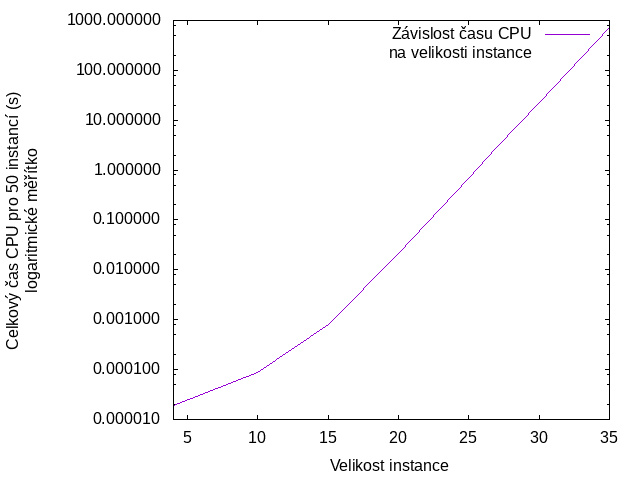 1000.000000
100.000000
10.000000
1.000000
0.100000
0.010000
0.001000
0.000100
0.000010
Celkový čas CPU pro 50 instancí (s)
logaritmické měřítko
Závislost času CPU
na velikosti instance
5 10 15 20 25 30 35
Velikost instance